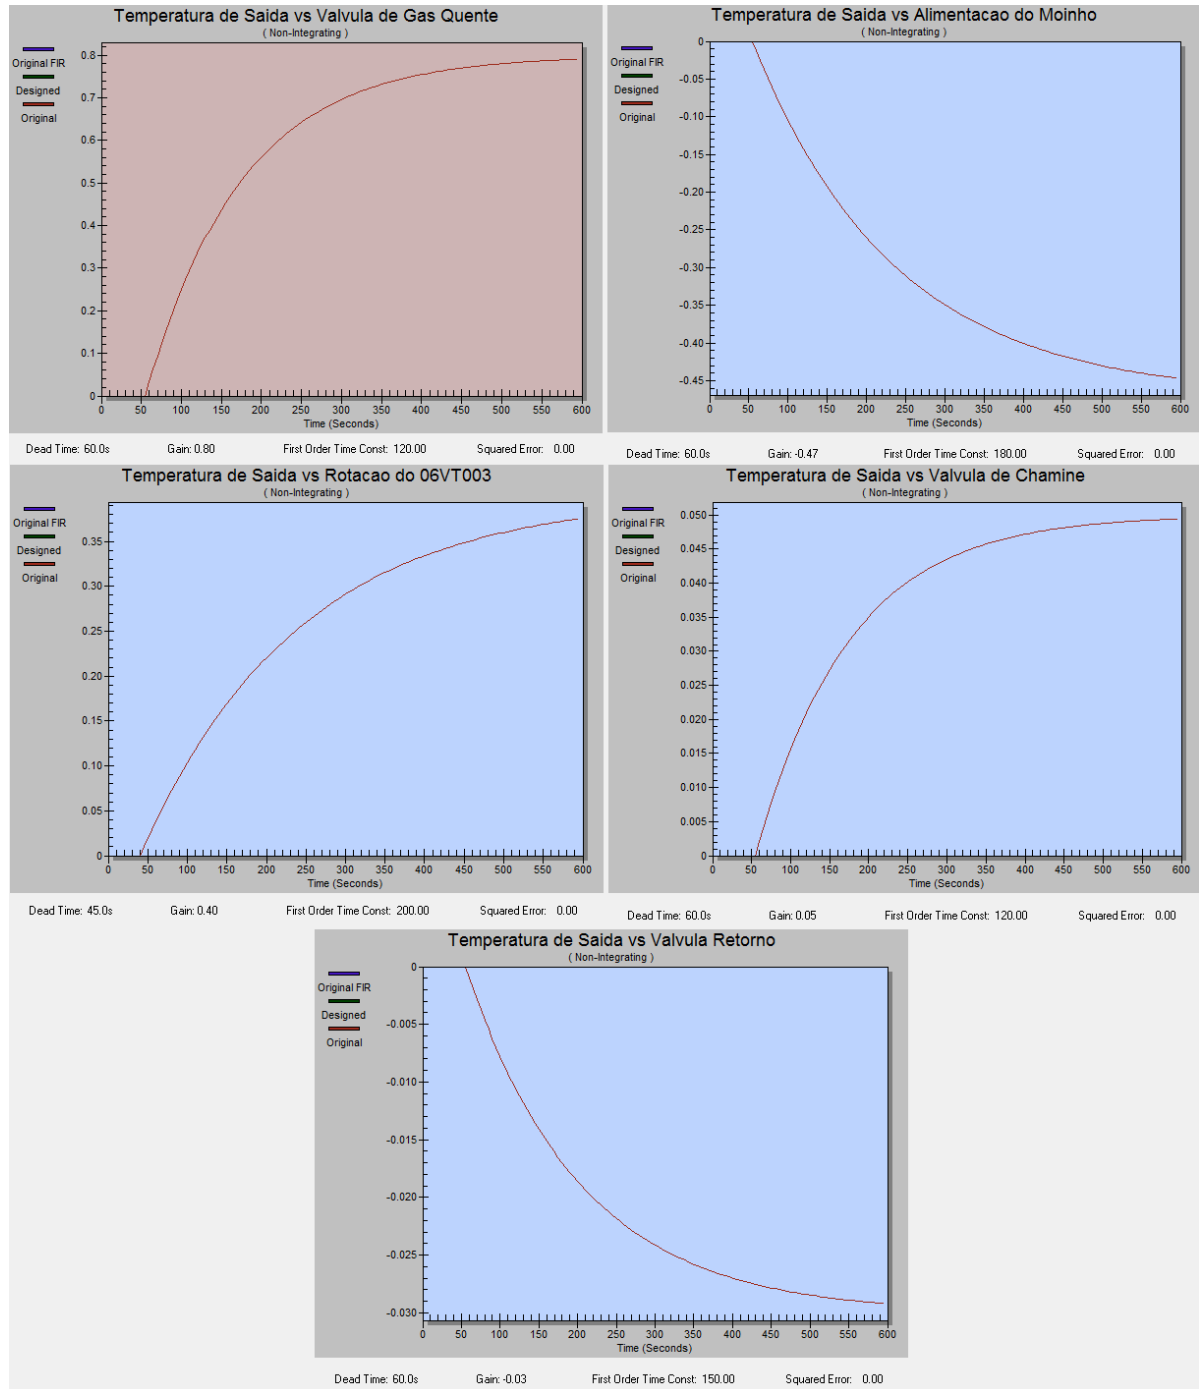 Temperatura de Saida vs Valvula de Gas Quente
( Non-Integrating )
Original FIR
Designed
Original
0.8
0.7
0.6
0.5
0.4
0.3
0.2
0.1
0
0 50 100 150 200 250 300 350 400 450 500 550 600
Time (Seconds)
Dead Time: 60.0s Gain: 0.80 First Order Time Const: 120.00 Squared Error: 0.00
Temperatura de Saida vs Alimentacao do Moinho
( Non-Integrating )
Original FIR
Designed
Original
0
-0.05
-0.10
-0.15
-0.20
-0.25
-0.30
-0.35
-0.40
-0.45
0 50 100 150 200 250 300 350 400 450 500 550 600
Time (Seconds)
Dead Time: 60.0s Gain: -0.47 First Order Time Const: 180.00 Squared Error: 0.00
Temperatura de Saida vs Rotacao do 06VT003
( Non-Integrating )
Original FIR
Designed
Original
0.35
0.30
0.25
0.20
0.15
0.10
0.05
0
0 50 100 150 200 250 300 350 400 450 500 550 600
Time (Seconds)
Dead Time: 45.0s Gain: 0.40 First Order Time Const: 200.00 Squared Error: 0.00
Temperatura de Saida vs Valvula de Chamine
( Non-Integrating )
Original FIR
Designed
Original
0.050
0.045
0.040
0.035
0.030
0.025
0.020
0.015
0.010
0.005
0
0 50 100 150 200 250 300 350 400 450 500 550 600
Time (Seconds)
Dead Time: 60.0s Gain: 0.05 First Order Time Const: 120.00 Squared Error: 0.00
Temperatura de Saida vs Valvula Retorno
( Non-Integrating )
Original FIR
Designed
Original
0
-0.005
-0.010
-0.015
-0.020
-0.025
-0.030
0 50 100 150 200 250 300 350 400 450 500 550 600
Time (Seconds)
Dead Time: 60.0s Gain: -0.03 First Order Time Const: 150.00 Squared Error: 0.00